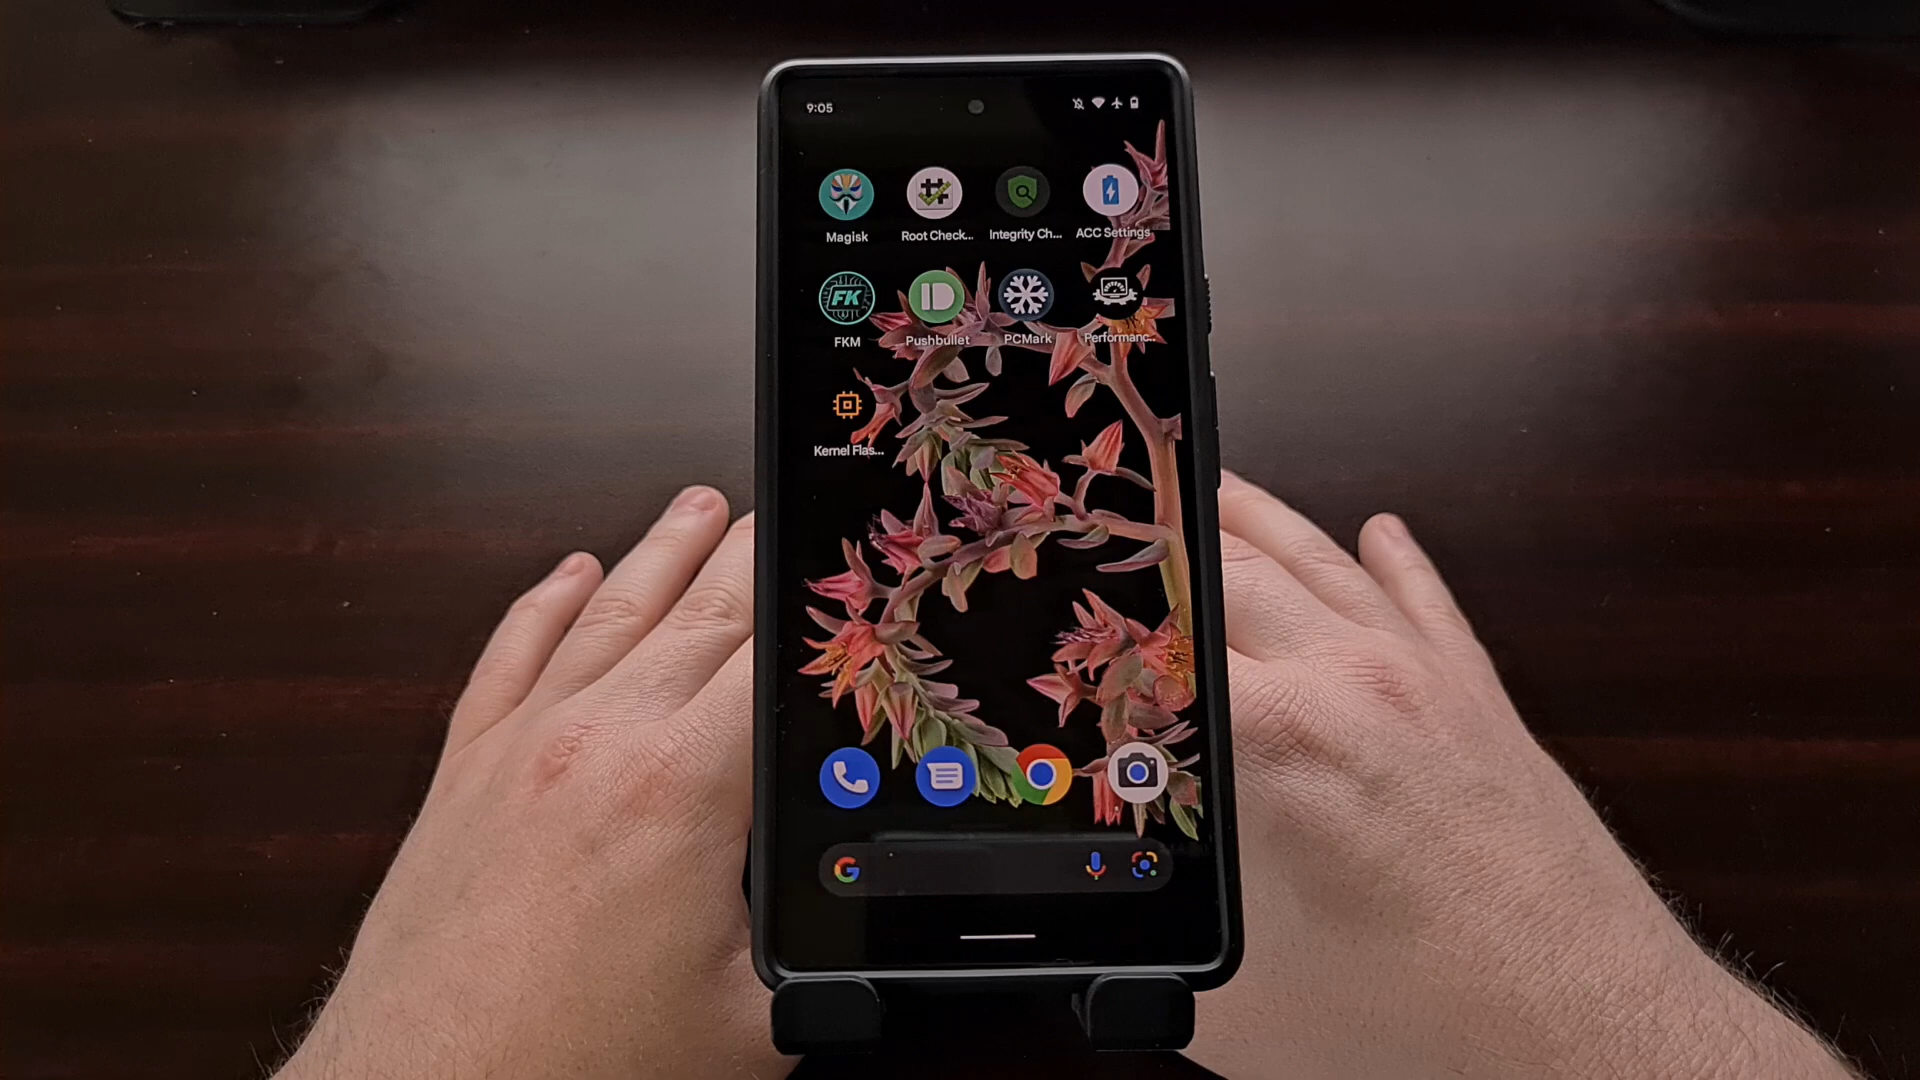 9:05
Magisk
Root Check...
Integrity Ch...
ACC Settings
FK
FKM
Pushbullet
PCMark
Performanc...
Kernel Flas...